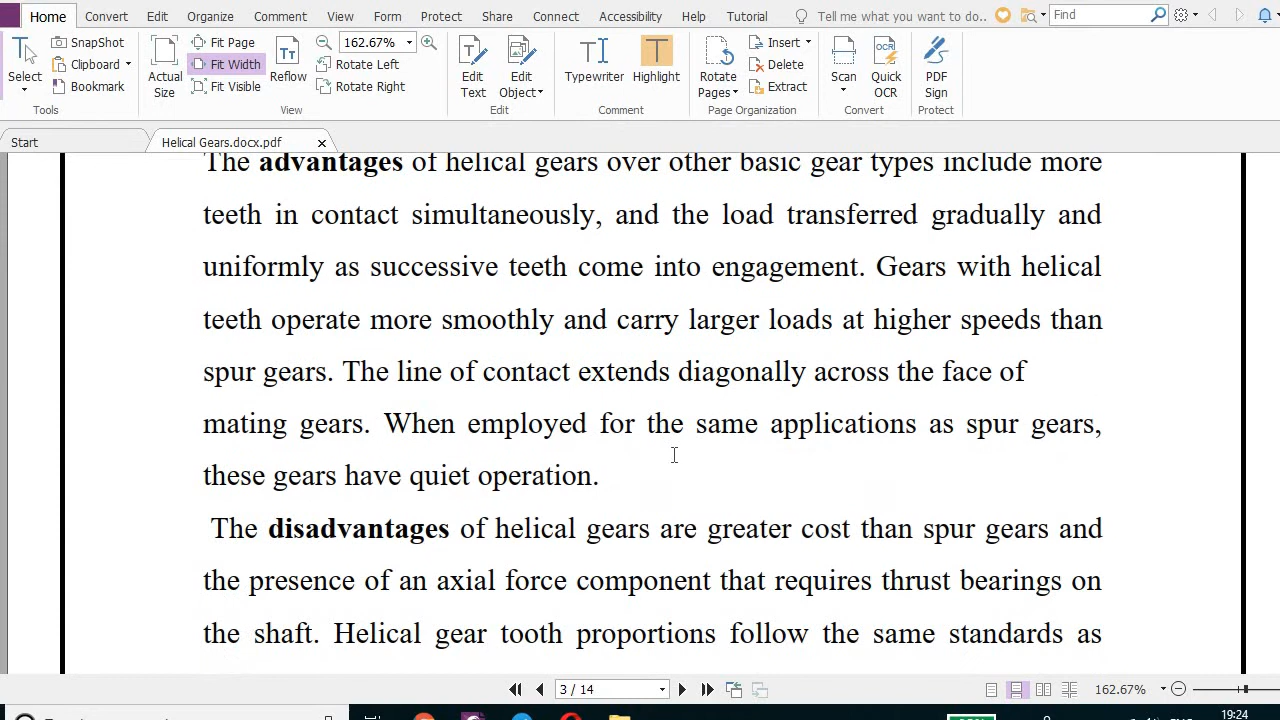 Home Convert Edit Organize Comment View Form Protect Share Connect Accessibility Help Tutorial Tell me what you want to do.. Find
SnapShot Fit Page 162.67% Insert
Clipboard Fit Width Rotate Left Delete
Bookmark Fit Visible Rotate Right Extract
Select Actual Size Reflow Edit Text Edit Object Typewriter Highlight Rotate Pages Scan Quick OCR PDF Sign
Tools View Edit Comment Page Organization Convert Protect
Start Helical Gears.docx.pdf
The advantages of helical gears over other basic gear types include more
teeth in contact simultaneously, and the load transferred gradually and
uniformly as successive teeth come into engagement. Gears with helical
teeth operate more smoothly and carry larger loads at higher speeds than
spur gears. The line of contact extends diagonally across the face of
mating gears. When employed for the same applications as spur gears,
these gears have quiet operation.
The disadvantages of helical gears are greater cost than spur gears and
the presence of an axial force component that requires thrust bearings on
the shaft. Helical gear tooth proportions follow the same standards as
3 / 14 162.67%
19:24